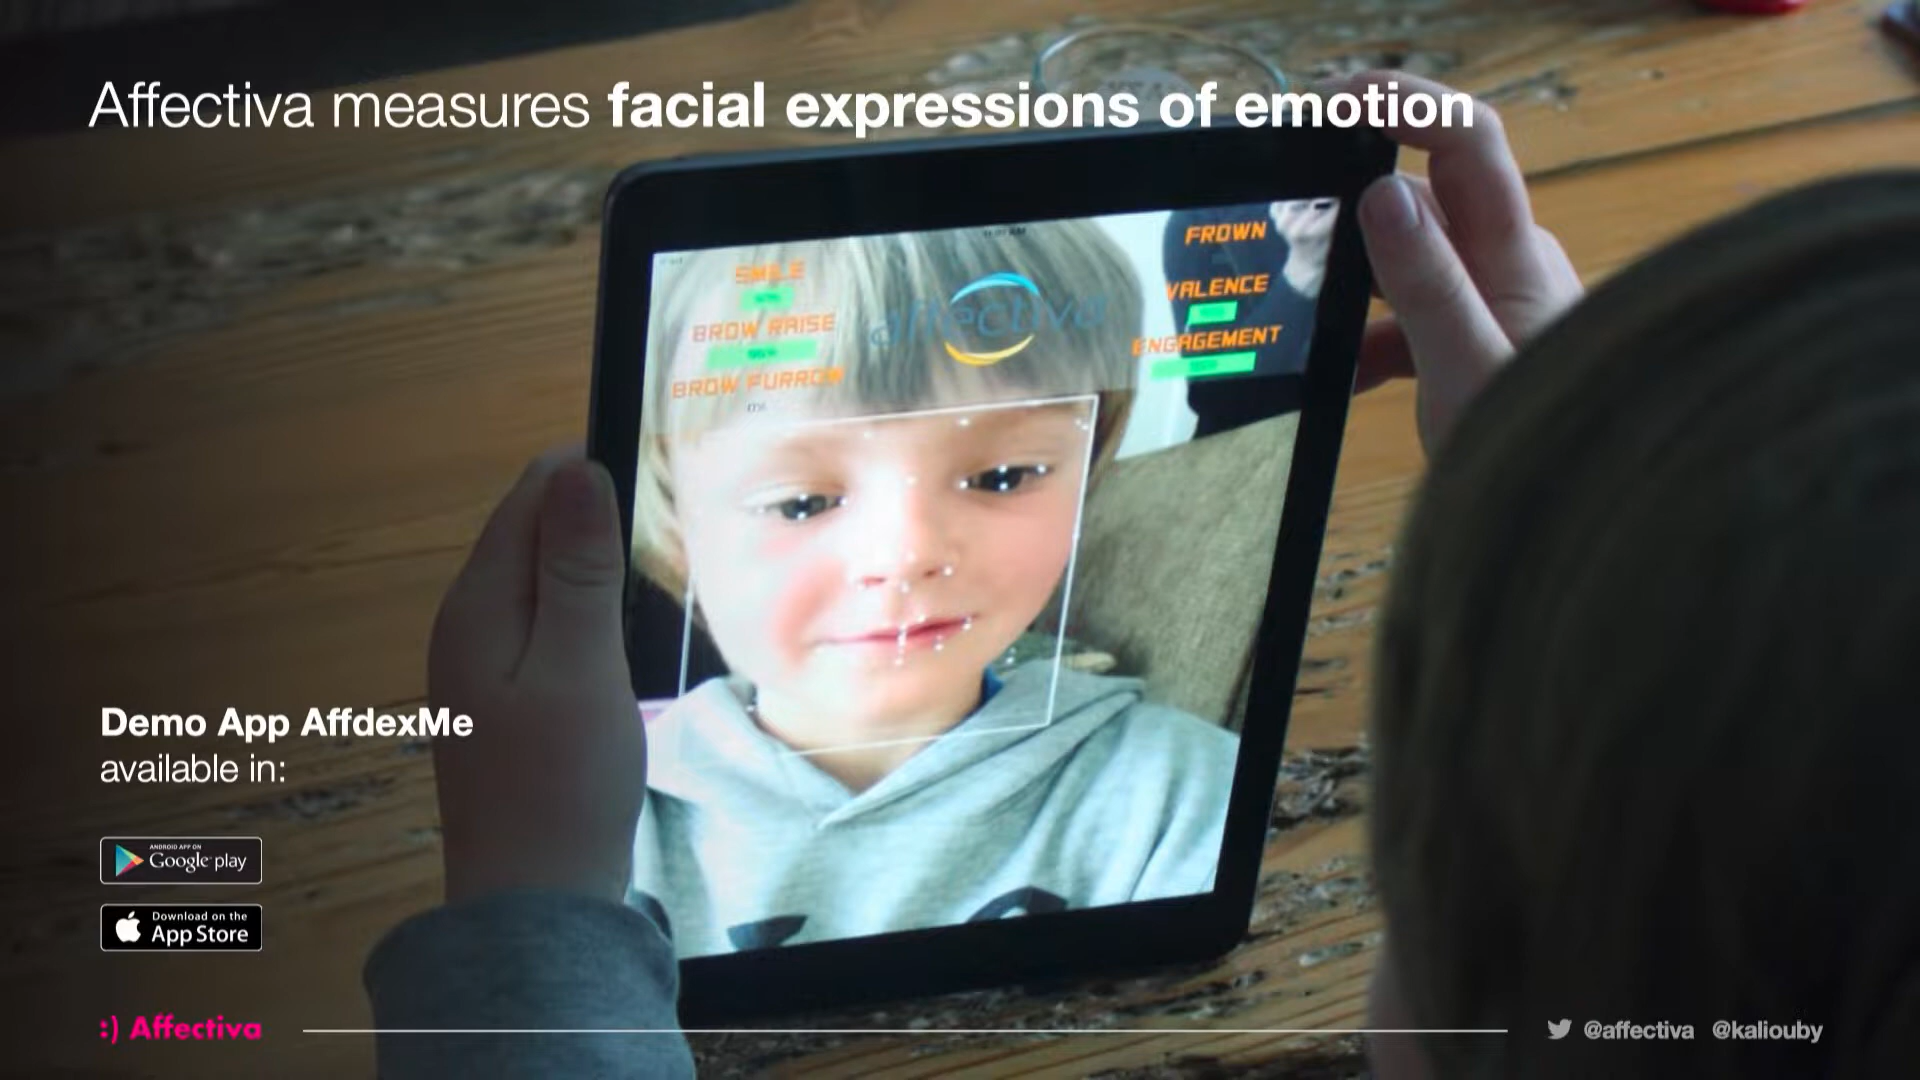 Affectiva measures facial expressions of emotion
FROWN
SMILE
VALENCE
BROW RAISE
affectiva
ENGAGEMENT
BROW FURROW
0%
Demo App AffdexMe
available in:
ANDROID APP ON
Google play
Download on the
App Store
:) Affectiva
@affectiva @kaliouby